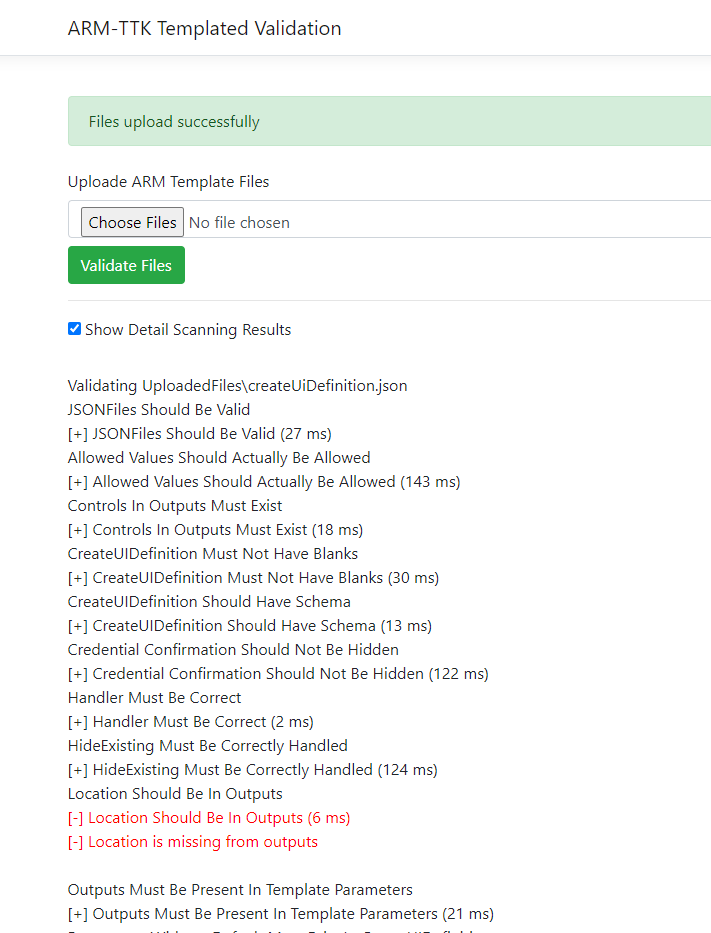 ARM-TTK Templated Validation
Files upload successfully
Uploade ARM Template Files
Choose Files No file chosen
Validate Files
Show Detail Scanning Results
Validating UploadedFiles\createUiDefinition.json
JSONFiles Should Be Valid
[+] JSONFiles Should Be Valid (27 ms)
Allowed Values Should Actually Be Allowed
[+] Allowed Values Should Actually Be Allowed (143 ms)
Controls In Outputs Must Exist
[+] Controls In Outputs Must Exist (18 ms)
CreateUIDefinition Must Not Have Blanks
[+] CreateUIDefinition Must Not Have Blanks (30 ms)
CreateUIDefinition Should Have Schema
[+] CreateUIDefinition Should Have Schema (13 ms)
Credential Confirmation Should Not Be Hidden
[+] Credential Confirmation Should Not Be Hidden (122 ms)
Handler Must Be Correct
[+] Handler Must Be Correct (2 ms)
HideExisting Must Be Correctly Handled
[+] HideExisting Must Be Correctly Handled (124 ms)
Location Should Be In Outputs
[-] Location Should Be In Outputs (6 ms)
[-] Location is missing from outputs
Outputs Must Be Present In Template Parameters
[+] Outputs Must Be Present In Template Parameters (21 ms)